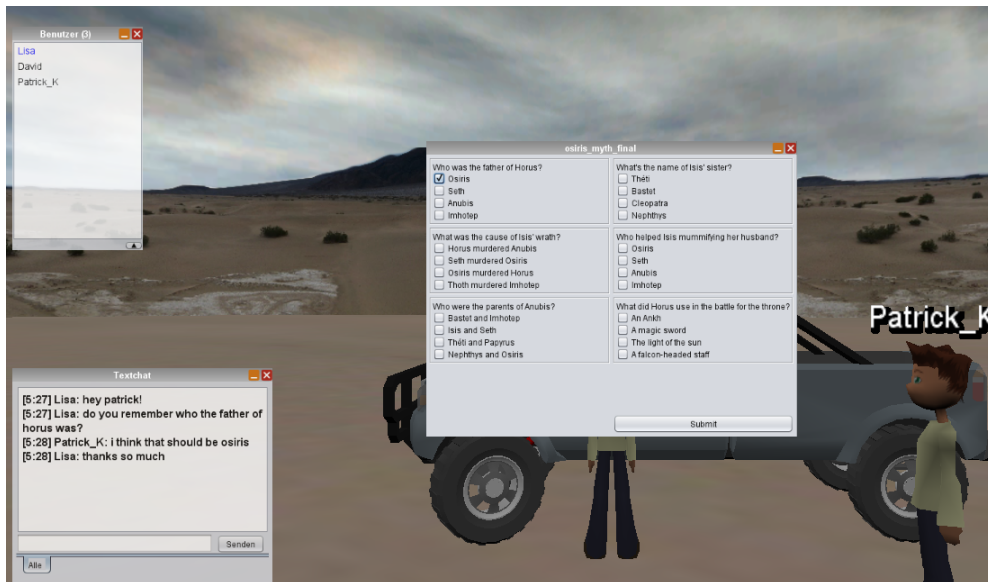 Benutzer (3)
Lisa
David
Patrick_K
osiris_myth_final
Who was the father of Horus?
Osiris
Seth
Anubis
Imhotep
What's the name of Isis' sister?
Théti
Bastet
Cleopatra
Nephthys
What was the cause of Isis' wrath?
Horus murdered Anubis
Seth murdered Osiris
Osiris murdered Horus
Thoth murdered Imhotep
Who helped Isis mummifying her husband?
Osiris
Seth
Anubis
Imhotep
Who were the parents of Anubis?
Bastet and Imhotep
Isis and Seth
Théti and Papyrus
Nephthys and Osiris
What did Horus use in the battle for the throne?
An Ankh
A magic sword
The light of the sun
A falcon-headed staff
Submit
Patrick_K
Textchat
[5:27] Lisa: hey patrick!
[5:27] Lisa: do you remember who the father of
horus was?
[5:28] Patrick_K: i think that should be osiris
[5:28] Lisa: thanks so much
Senden
Alle